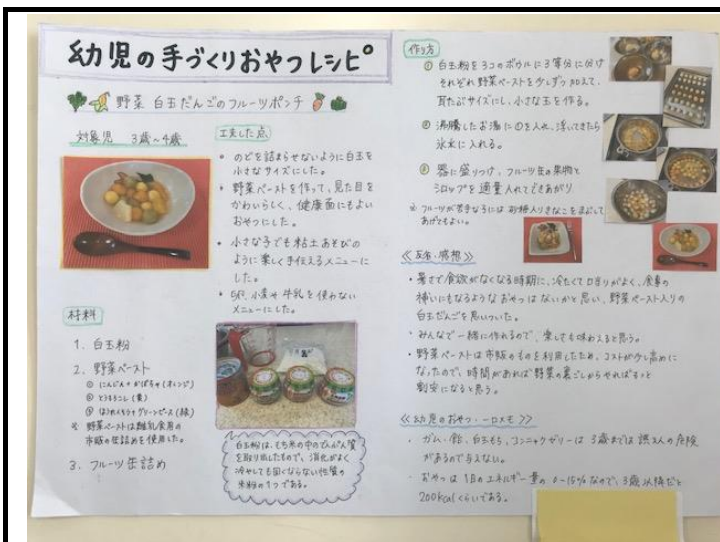 幼児の手づくりおやつレシピ
野菜 白玉だんごのフルーツポンチ
対象児 3歳～4歳
工夫した点
• のどを詰まらせないように白玉を
小さなサイズにした。
• 野菜ペーストを作って、見た目を
かわいらしく、健康面にもよい
おやつにした。
• 小さな子でも粘土あそびの
ように楽しく手伝えるメニューに
した。
• 卵、小麦や牛乳を使わない
メニューにした。
材料
1. 白玉粉
2. 野菜ペースト
① にんじん+かぼちゃ(オレンジ)
② とうもろこし(黄)
③ ほうれんそう グリーンピース(緑)
※ 野菜ペーストは離乳食用の
市販の缶詰めを使用した。
3. フルーツ缶詰め
白玉粉は、もち米の中のでんぷん質
を取り出したもので、消化がよく
冷やしても固くならない性質の
米粉の1つである。
作り方
① 白玉粉を3コのボウルに3等分に分け
それぞれ野菜ペーストを少しずつ加えて、
耳たぶサイズにし、小さな玉を作る。
② 沸騰したお湯に①を入れ、浮いてきたら
氷水に入れる。
③ 器に盛りつけ、フルーツ缶の果物と
シロップを適量入れてできあがり
※ フルーツが苦手な子には 砂糖入りきなこをまぶして
あげてもよい。
・感想》
• 暑さで食欲がなくなる時期に、冷たくて口当りがよく、食事の
補いにもなるような おやつはないかと思い、野菜ペースト入りの
白玉だんごを思いついた。
• みんなで一緒に作れるので、楽しさも味わえると思う。
• 野菜ペーストは市販のものを利用したため、コストが少し高めに
なったので、時間があれば野菜の裏ごしからやればもっと
割安になると思う。
《幼児のおやつ・一口メモ》
・ ガム・飴、白玉もち、コンニャクゼリーは 3歳までは誤えんの危険
があるので与えない。
・ おやつは 1日のエネルギー量の 0~15%なので、3歳以降だと
200kcalくらいである。